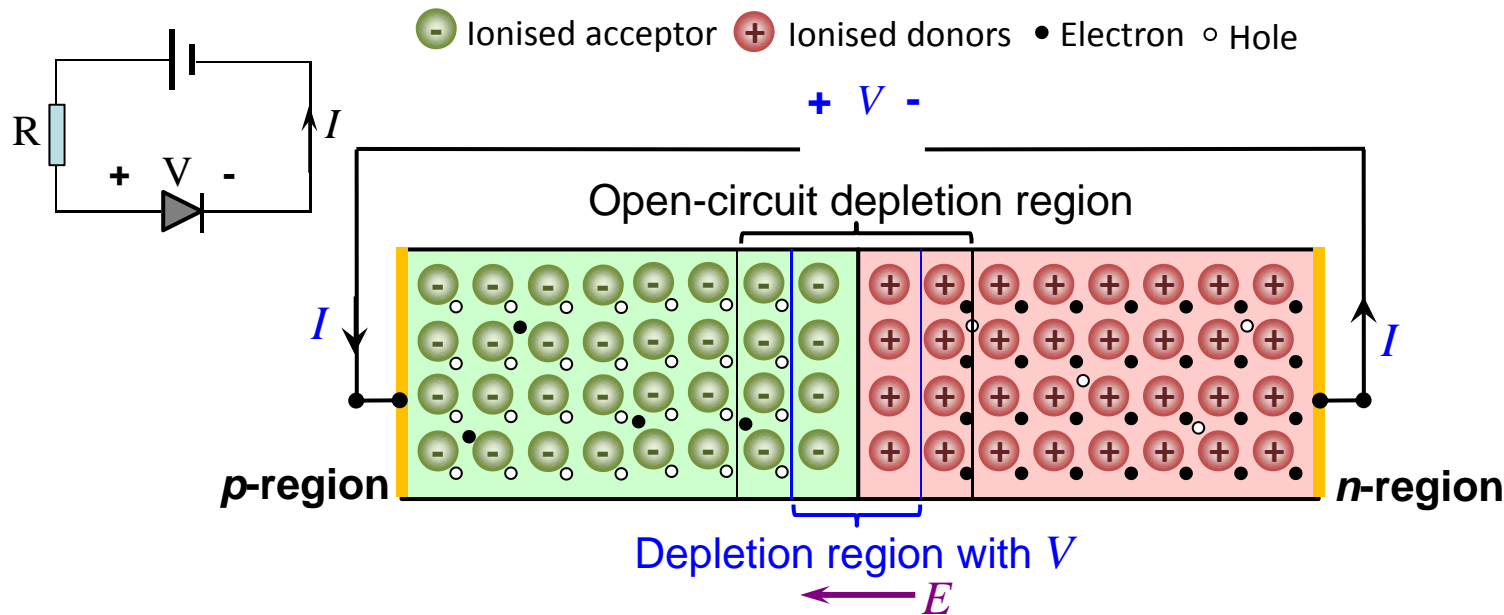 - Ionised acceptor + Ionised donors Electron Hole
+ V -
R
I
+ V -
Open-circuit depletion region
I
I
- - - - - - - - + + + + + + + +
- - - - - - - - + + + + + + + +
- - - - - - - - + + + + + + + +
- - - - - - - - + + + + + + + +
p-region
n-region
Depletion region with V
E